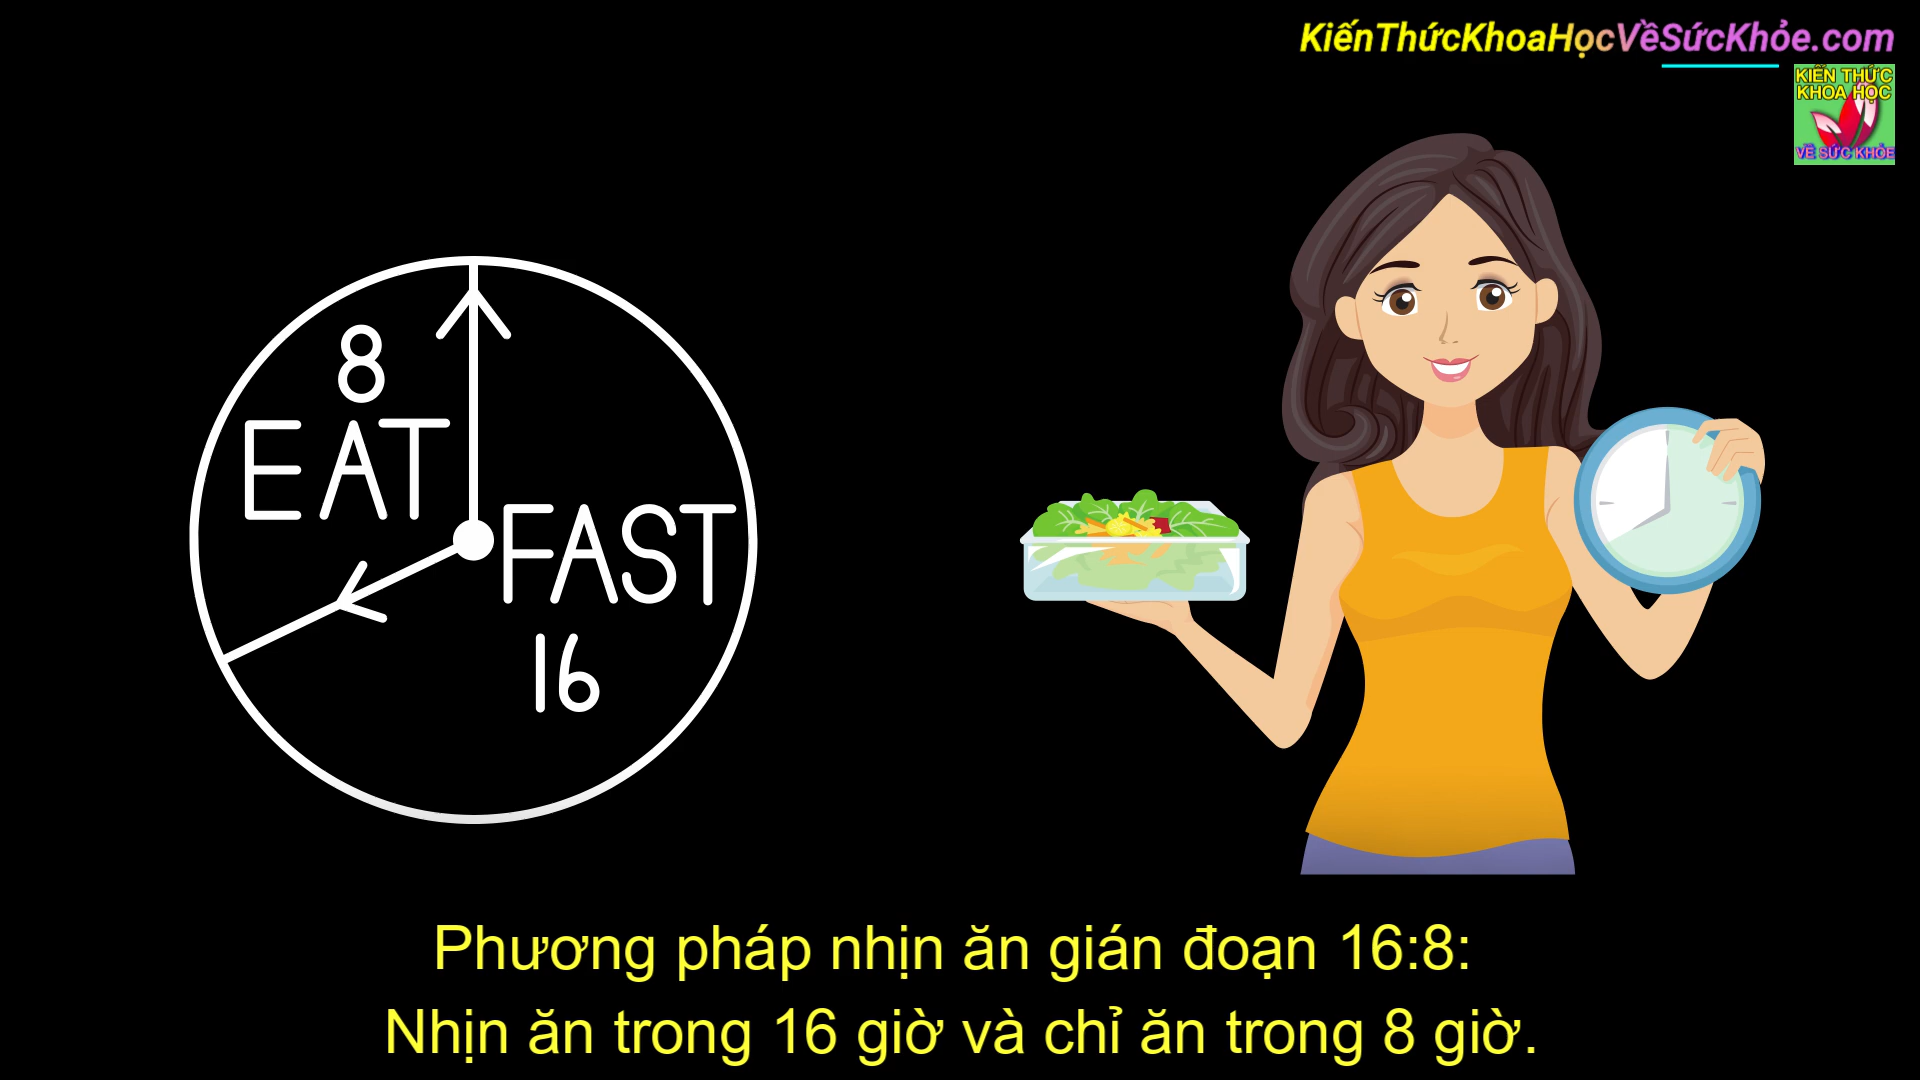 KiếnThứcKhoaHọcVềSứcKhỏe.com
KIẾN THỨC
KHOA HỌC
VỀ SỨC KHỎE
8
EAT
FAST
16
Phương pháp nhịn ăn gián đoạn 16:8:
Nhịn ăn trong 16 giờ và chỉ ăn trong 8 giờ.